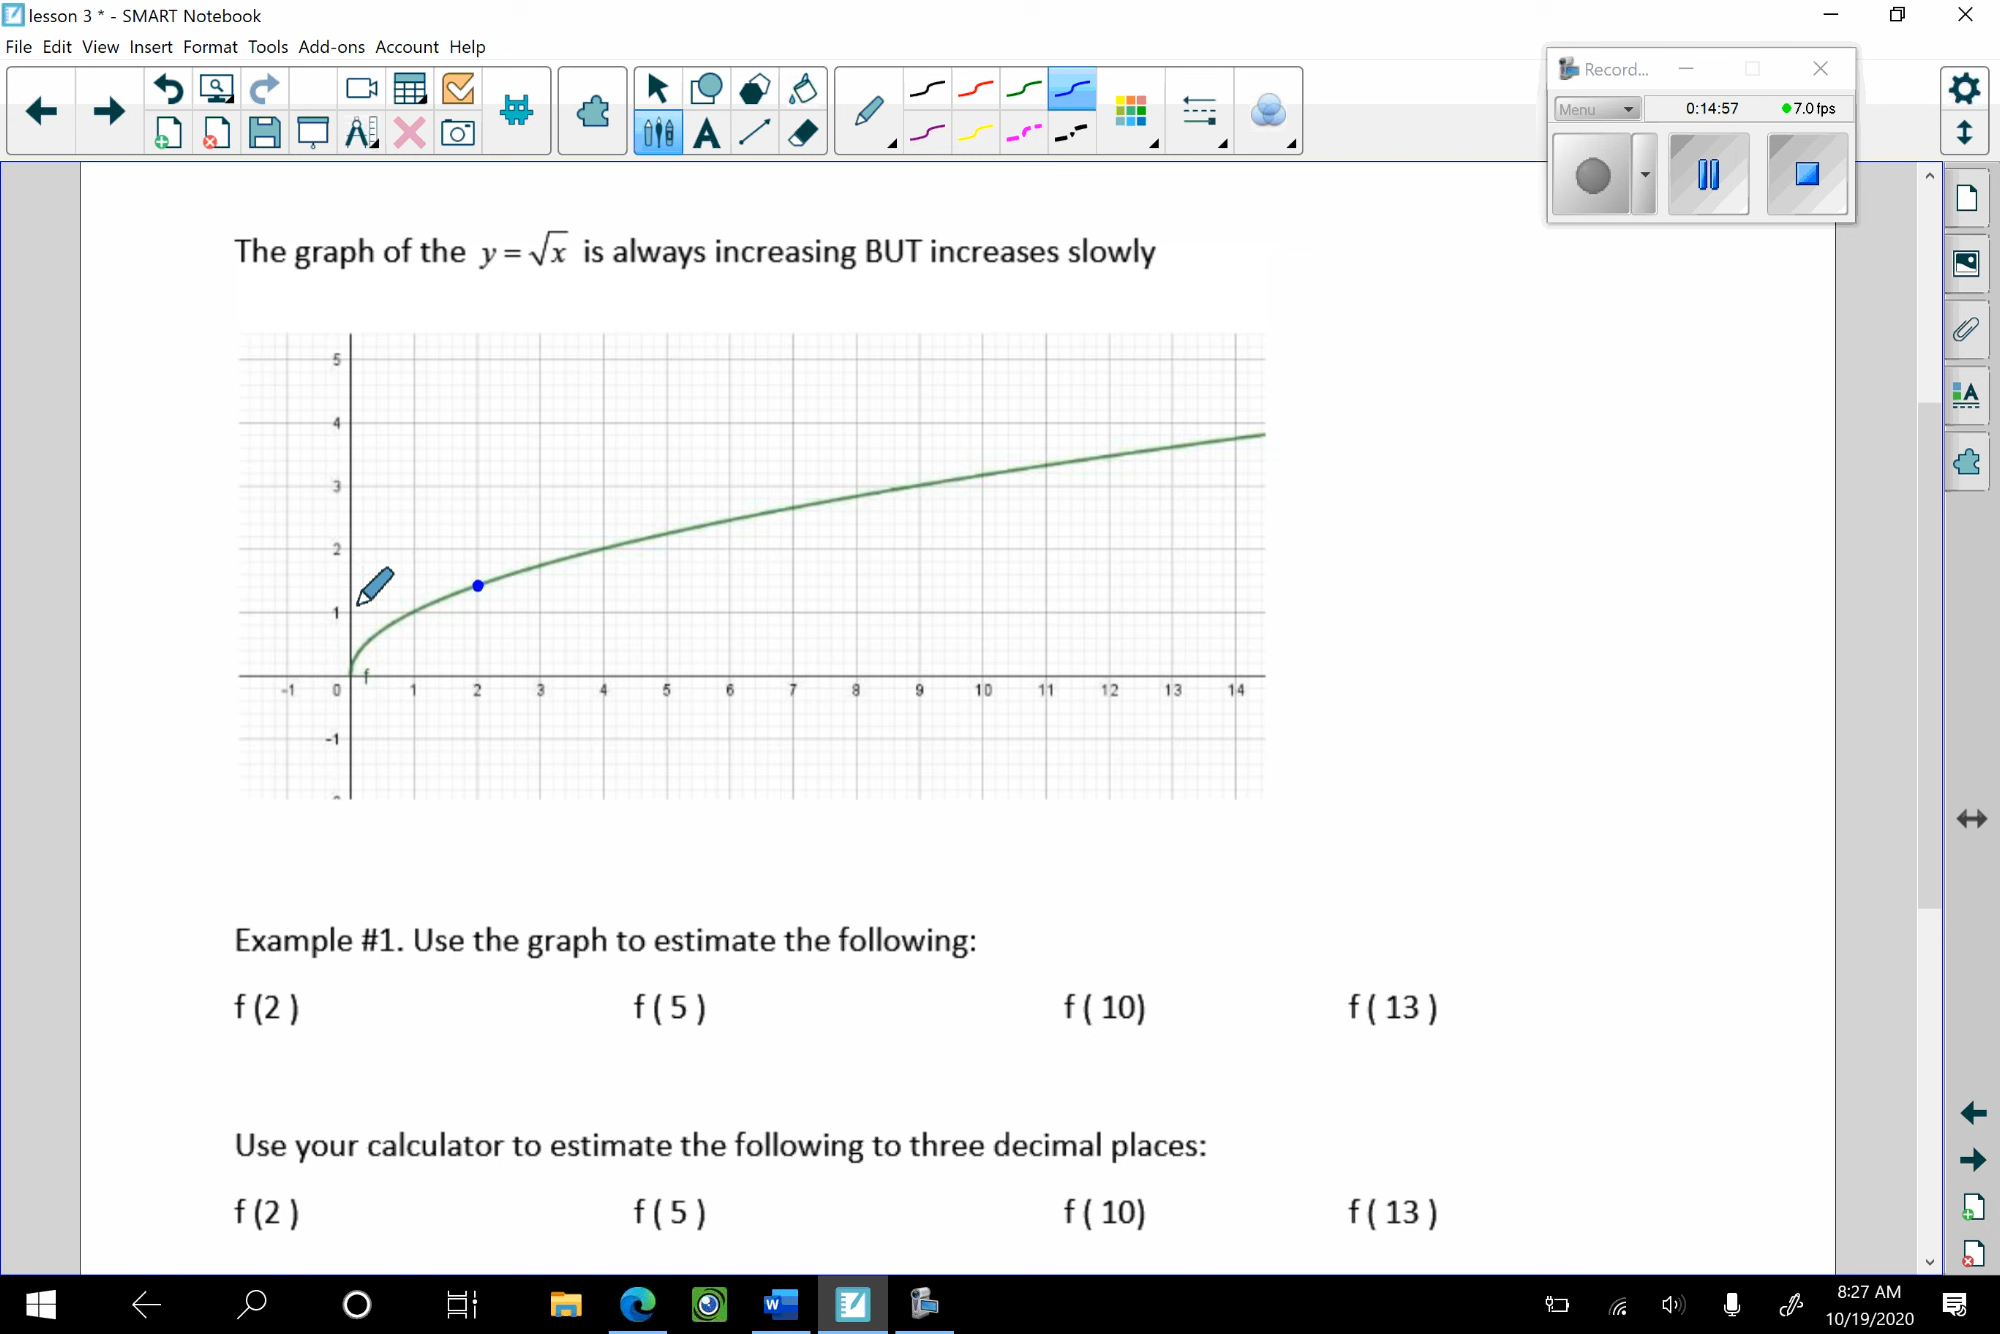 lesson 3 * - SMART Notebook
File Edit View Insert Format Tools Add-ons Account Help
Record...
Menu 0:14:57 7.0 fps
The graph of the y = √x is always increasing BUT increases slowly
5
4
3
2
1
f
-1 0 1 2 3 4 5 6 7 8 9 10 11 12 13 14
-1
Example #1. Use the graph to estimate the following:
f (2 ) f ( 5 ) f ( 10) f ( 13 )
Use your calculator to estimate the following to three decimal places:
f (2 ) f ( 5 ) f ( 10) f ( 13 )
8:27 AM
10/19/2020